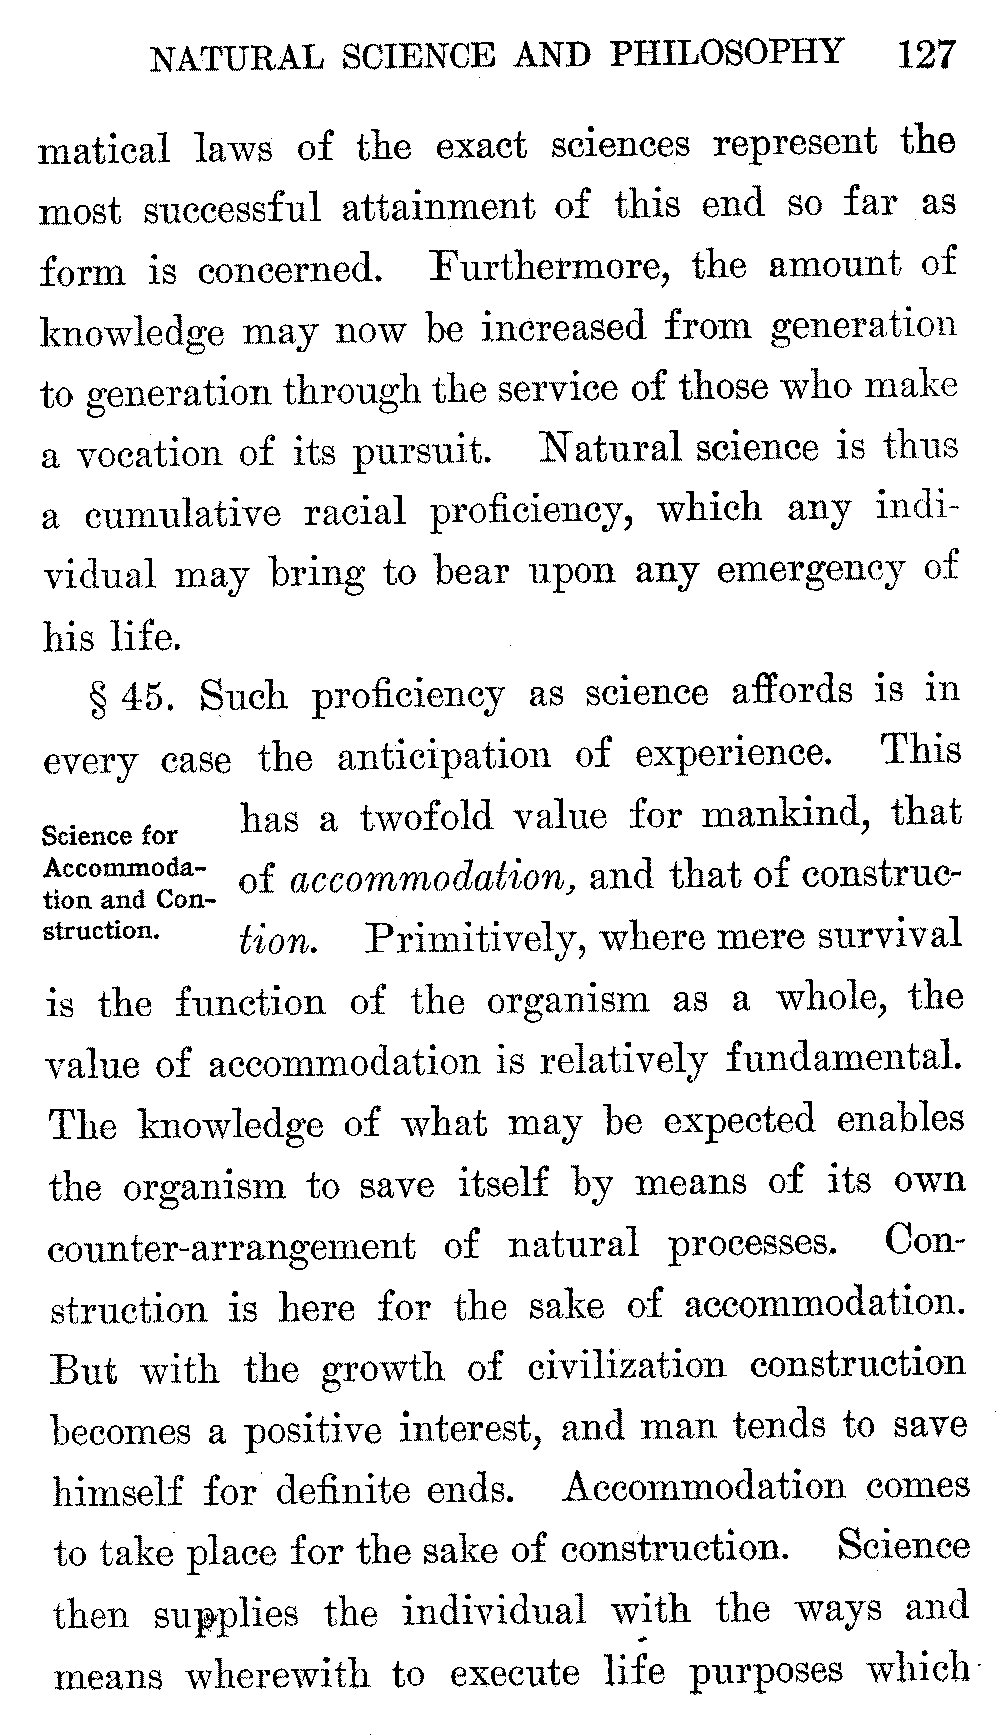 NATURAL SCIENCE AND PHILOSOPHY 127
matical laws of the exact sciences represent the
most successful attainment of this end so far as
form is concerned. Furthermore, the amount of
knowledge may now be increased from generation
to generation through the service of those who make
a vocation of its pursuit. Natural science is thus
a cumulative racial proficiency, which any indi-
vidual may bring to bear upon any emergency of
his life.
§ 45. Such proficiency as science affords is in
every case the anticipation of experience. This
Science for
Accommoda-
tion and Con-
struction.
has a twofold value for mankind, that
of accommodation, and that of construc-
tion. Primitively, where mere survival
is the function of the organism as a whole, the
value of accommodation is relatively fundamental.
The knowledge of what may be expected enables
the organism to save itself by means of its own
counter-arrangement of natural processes. Con-
struction is here for the sake of accommodation.
But with the growth of civilization construction
becomes a positive interest, and man tends to save
himself for definite ends. Accommodation comes
to take place for the sake of construction. Science
then supplies the individual with the ways and
means wherewith to execute life purposes which